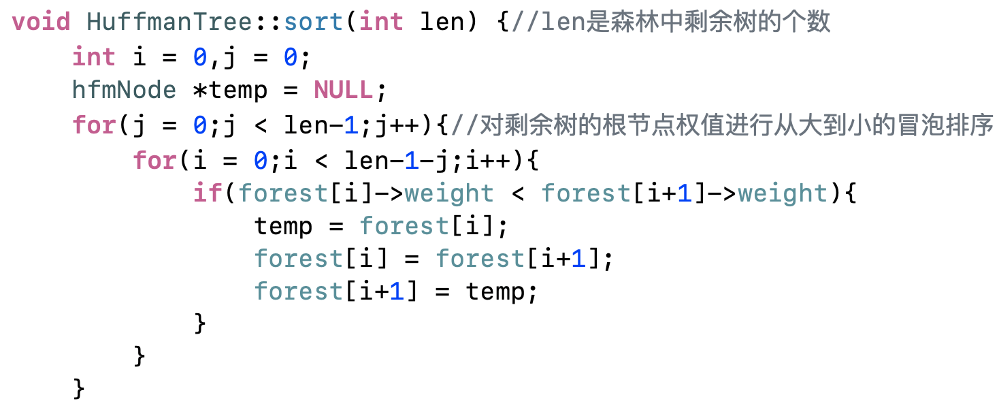 void HuffmanTree::sort(int len) {//len是森林中剩余树的个数
    int i = 0,j = 0;
    hfmNode *temp = NULL;
    for(j = 0;j < len-1;j++){//对剩余树的根节点权值进行从大到小的冒泡排序
        for(i = 0;i < len-1-j;i++){
            if(forest[i]->weight < forest[i+1]->weight){
                temp = forest[i];
                forest[i] = forest[i+1];
                forest[i+1] = temp;
            }
        }
    }